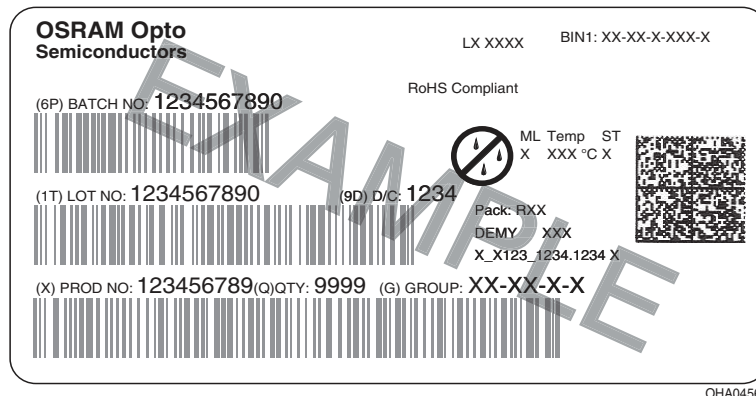 OSRAM Opto
Semiconductors
LX XXXX
BIN1: XX-XX-X-XXX-X
RoHS Compliant
(6P) BATCH NO: 1234567890
ML Temp ST
X XXX °C X
(1T) LOT NO: 1234567890 (9D) D/C: 1234
Pack: RXX
DEMY XXX
X_X123_1234.1234 X
(X) PROD NO: 123456789(Q)QTY: 9999 (G) GROUP: XX-XX-X-X
EXAMPLE